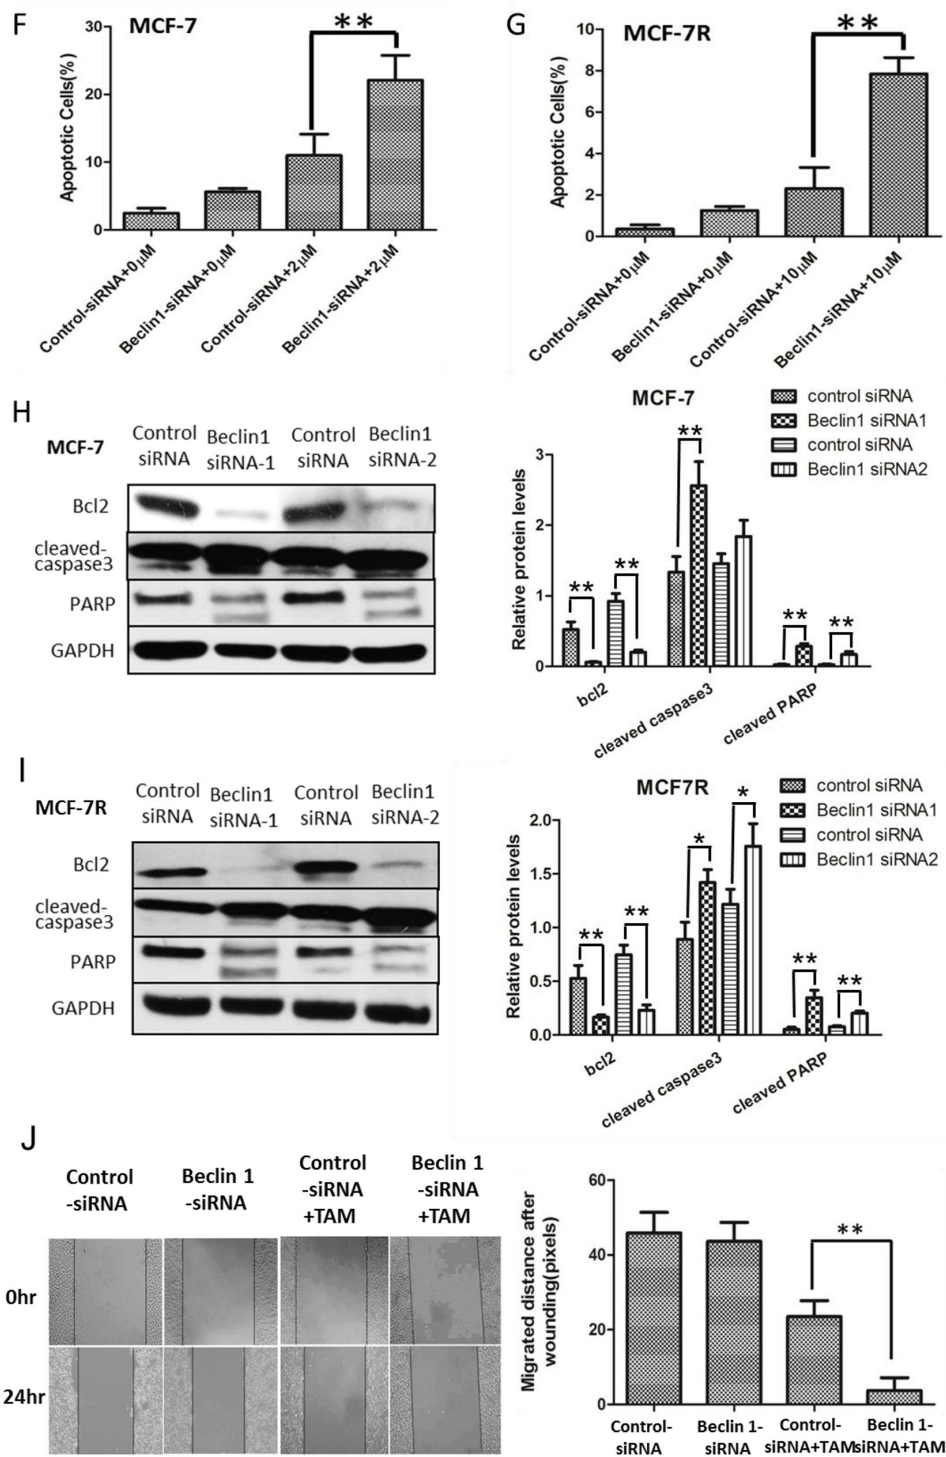 F
MCF-7
**
Apoptotic Cells(%)
30
20
10
0
Control-siRNA+0μM
Beclin1-siRNA+0μM
Control-siRNA+2μM
Beclin1-siRNA+2μM
G
MCF-7R
**
Apoptotic Cells(%)
10
8
6
4
2
0
Control-siRNA+0μM
Beclin1-siRNA+0μM
Control-siRNA+10μM
Beclin1-siRNA+10μM
H
MCF-7
Control siRNA
Beclin1 siRNA-1
Control siRNA
Beclin1 siRNA-2
Bcl2
cleaved-
caspase3
PARP
GAPDH
MCF-7
control siRNA
Beclin1 siRNA1
control siRNA
Beclin1 siRNA2
Relative protein levels
3
2
1
0
**
**
**
**
**
bcl2
cleaved caspase3
cleaved PARP
I
MCF-7R
Control siRNA
Beclin1 siRNA-1
Control siRNA
Beclin1 siRNA-2
Bcl2
cleaved-
caspase3
PARP
GAPDH
MCF7R
control siRNA
Beclin1 siRNA1
control siRNA
Beclin1 siRNA2
Relative protein levels
2.0
1.5
1.0
0.5
0.0
**
**
*
*
**
**
bcl2
cleaved caspase3
cleaved PARP
J
Control
-siRNA
Beclin 1
-siRNA
Control
-siRNA
+TAM
Beclin 1
-siRNA
+TAM
0hr
24hr
Migrated distance after
wounding(pixels)
60
40
20
0
**
Control-
siRNA
Beclin 1-
siRNA
Control-
siRNA+TAM
Beclin 1-
siRNA+TAM